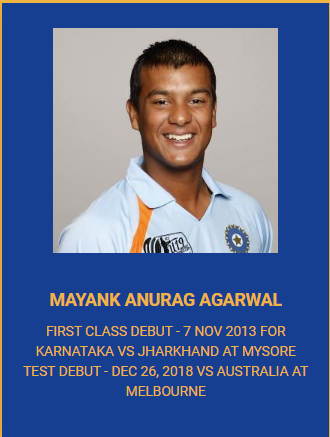 MAYANK ANURAG AGARWAL
FIRST CLASS DEBUT - 7 NOV 2013 FOR
KARNATAKA VS JHARKHAND AT MYSORE
TEST DEBUT - DEC 26, 2018 VS AUSTRALIA AT
MELBOURNE